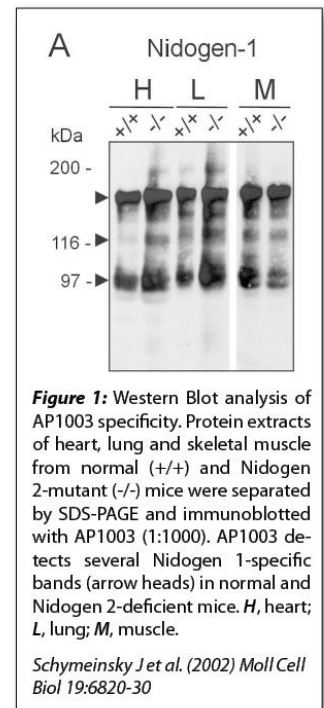 A Nidogen-1
H L M
+/+ -/- +/+ -/- +/+ -/-
kDa
200 -
116 -
97 -
Figure 1: Western Blot analysis of
AP1003 specificity. Protein extracts
of heart, lung and skeletal muscle
from normal (+/+) and Nidogen
2-mutant (-/-) mice were separated
by SDS-PAGE and immunoblotted
with AP1003 (1:1000). AP1003 de-
tects several Nidogen 1-specific
bands (arrow heads) in normal and
Nidogen 2-deficient mice. H, heart;
L, lung; M, muscle.
Schymeinsky J et al. (2002) Moll Cell
Biol 19:6820-30